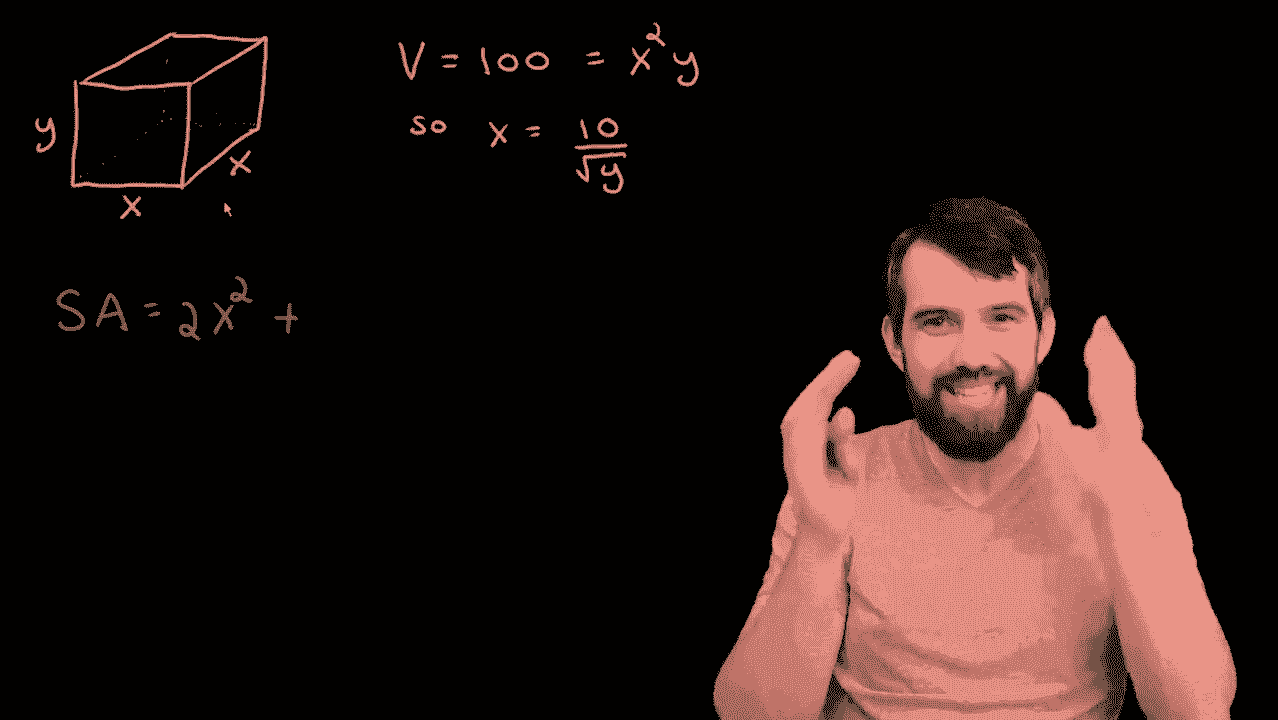 y
x
x
V = 100 = x²y
so x = 10/√y
SA = 2x² +